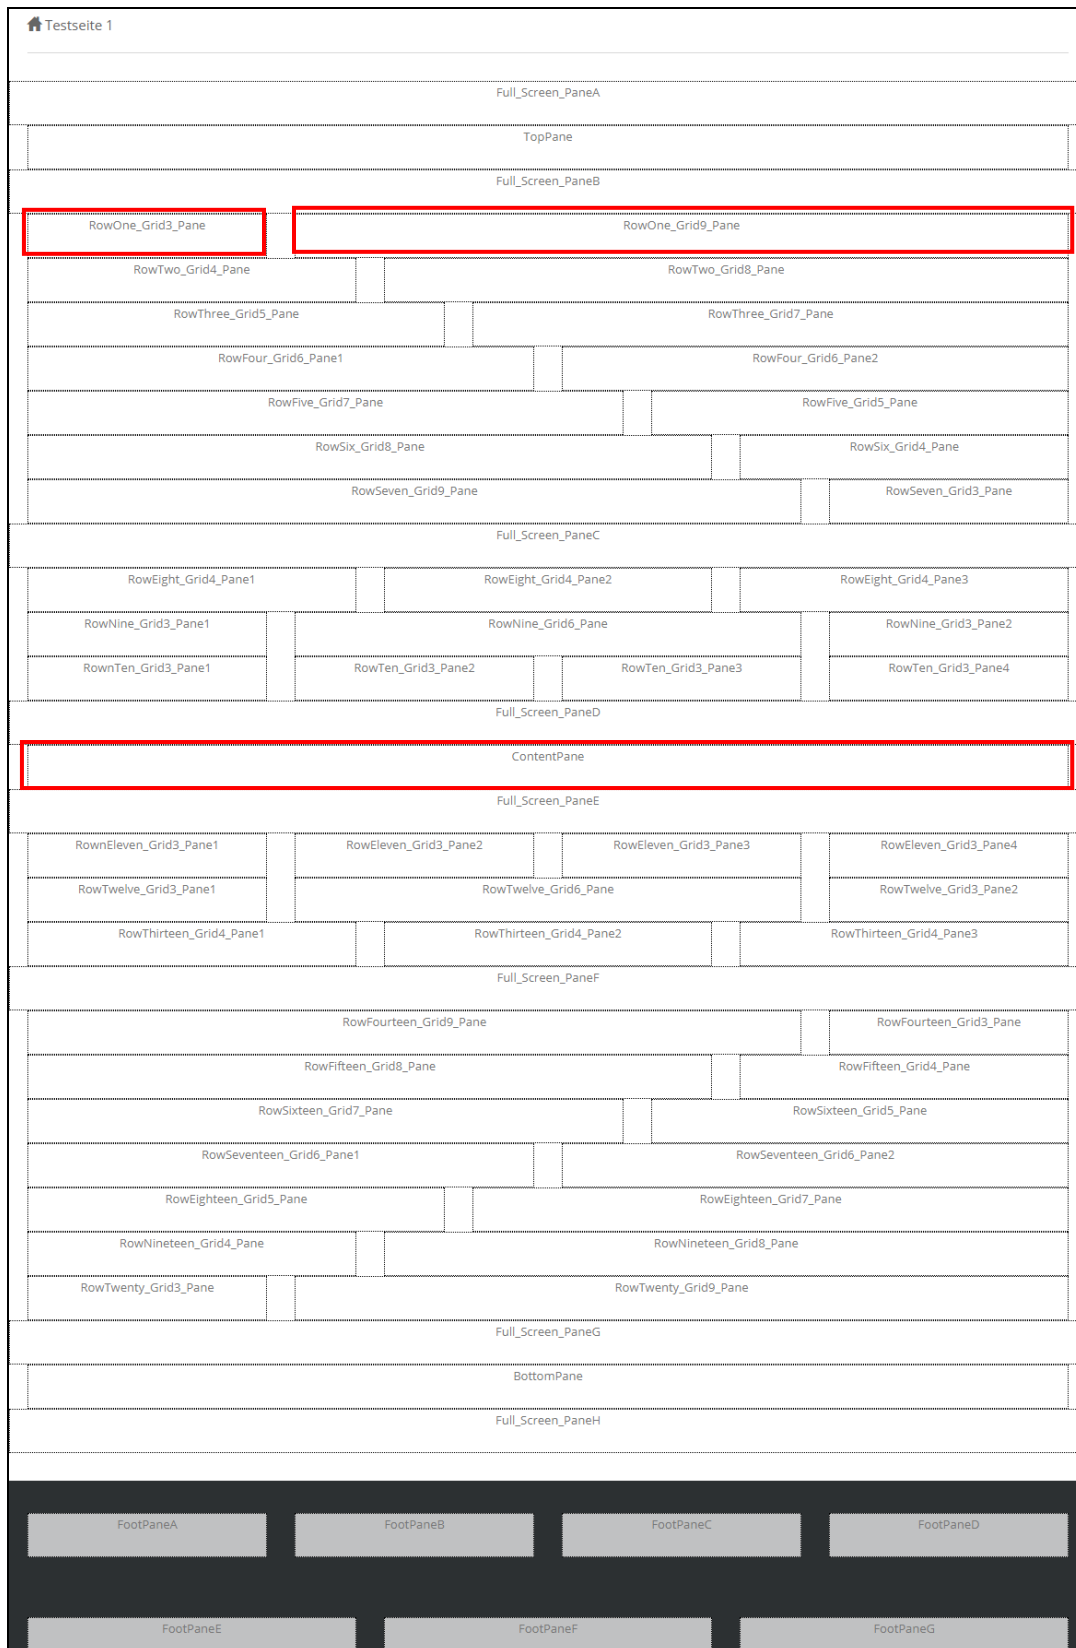 Testseite 1
Full_Screen_PaneA
TopPane
Full_Screen_PaneB
RowOne_Grid3_Pane RowOne_Grid9_Pane
RowTwo_Grid4_Pane RowTwo_Grid8_Pane
RowThree_Grid5_Pane RowThree_Grid7_Pane
RowFour_Grid6_Pane1 RowFour_Grid6_Pane2
RowFive_Grid7_Pane RowFive_Grid5_Pane
RowSix_Grid8_Pane RowSix_Grid4_Pane
RowSeven_Grid9_Pane RowSeven_Grid3_Pane
Full_Screen_PaneC
RowEight_Grid4_Pane1 RowEight_Grid4_Pane2 RowEight_Grid4_Pane3
RowNine_Grid3_Pane1 RowNine_Grid6_Pane RowNine_Grid3_Pane2
RownTen_Grid3_Pane1 RowTen_Grid3_Pane2 RowTen_Grid3_Pane3 RowTen_Grid3_Pane4
Full_Screen_PaneD
ContentPane
Full_Screen_PaneE
RownEleven_Grid3_Pane1 RowEleven_Grid3_Pane2 RowEleven_Grid3_Pane3 RowEleven_Grid3_Pane4
RowTwelve_Grid3_Pane1 RowTwelve_Grid6_Pane RowTwelve_Grid3_Pane2
RowThirteen_Grid4_Pane1 RowThirteen_Grid4_Pane2 RowThirteen_Grid4_Pane3
Full_Screen_PaneF
RowFourteen_Grid9_Pane RowFourteen_Grid3_Pane
RowFifteen_Grid8_Pane RowFifteen_Grid4_Pane
RowSixteen_Grid7_Pane RowSixteen_Grid5_Pane
RowSeventeen_Grid6_Pane1 RowSeventeen_Grid6_Pane2
RowEighteen_Grid5_Pane RowEighteen_Grid7_Pane
RowNineteen_Grid4_Pane RowNineteen_Grid8_Pane
RowTwenty_Grid3_Pane RowTwenty_Grid9_Pane
Full_Screen_PaneG
BottomPane
Full_Screen_PaneH
FootPaneA FootPaneB FootPaneC FootPaneD
FootPaneE FootPaneF FootPaneG